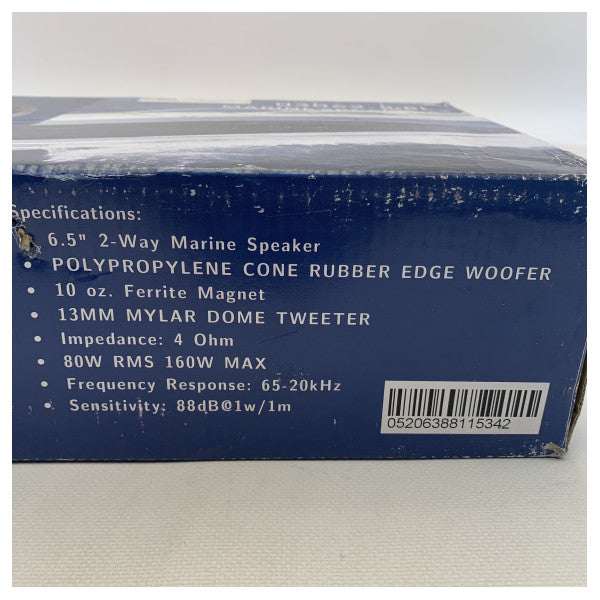 Specifications:
6.5" 2-Way Marine Speaker
• POLYPROPYLENE CONE RUBBER EDGE WOOFER
• 10 oz. Ferrite Magnet
• 13MM MYLAR DOME TWEETER
• Impedance: 4 Ohm
• 80W RMS 160W MAX
• Frequency Response: 65-20kHz
• Sensitivity: 88dB@1w/1m
05206388115342